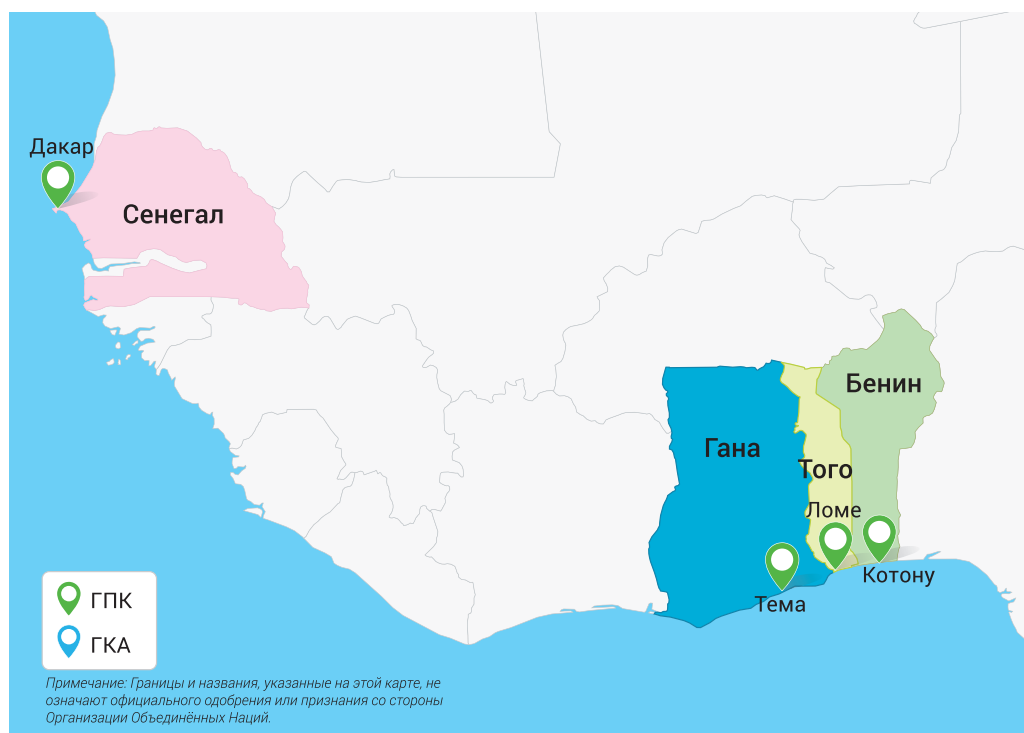 Дакар
Сенегал
Бенин
Гана
Того
Ломе
Котону
Тема
ГПК
ГКА
Примечание: Границы и названия, указанные на этой карте, не
означают официального одобрения или признания со стороны
Организации Объединённых Наций.